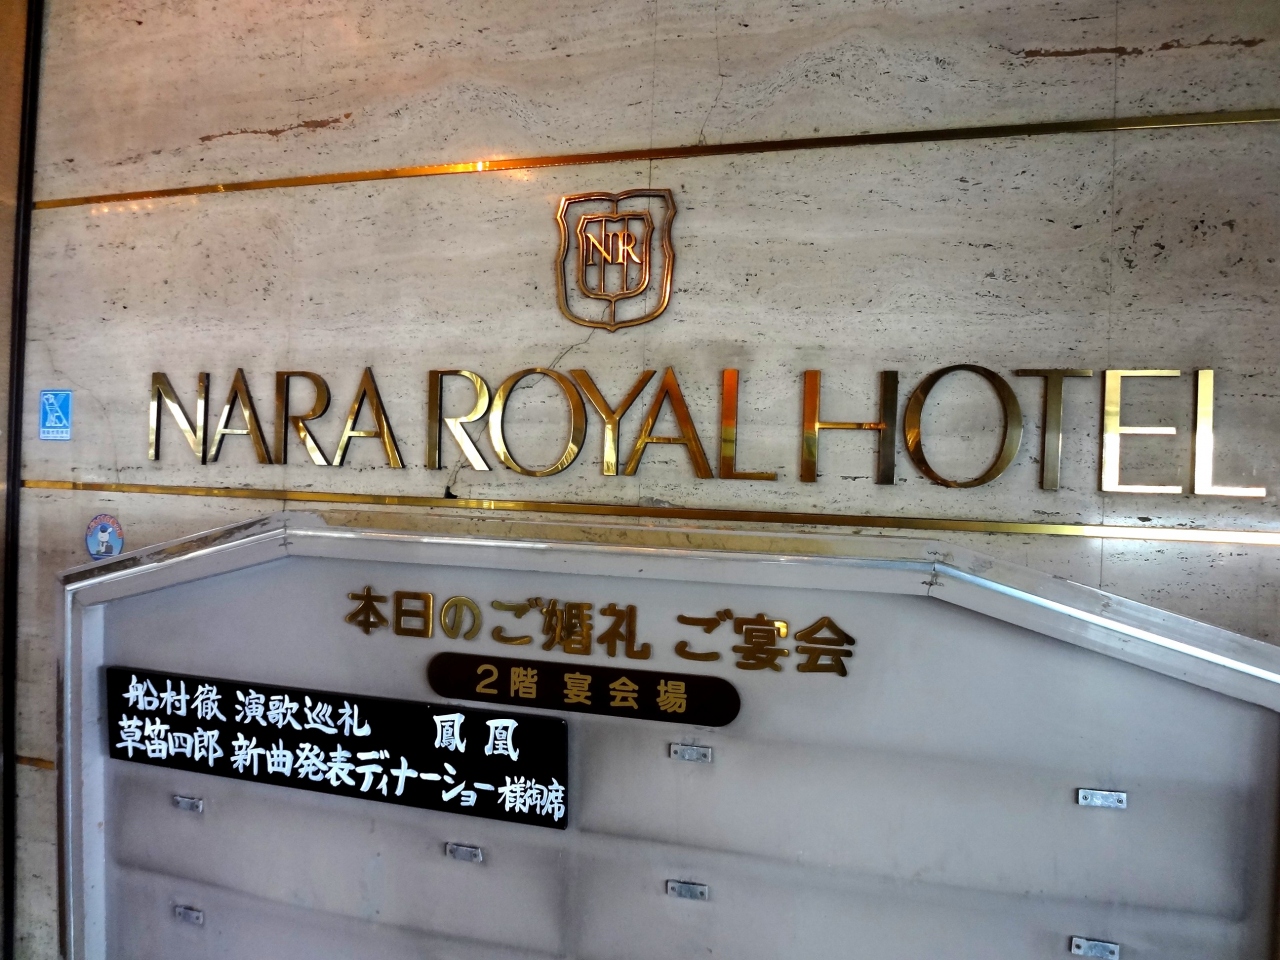 NR
NARA ROYAL HOTEL
本日のご婚礼 ご宴会
2階 宴会場
船村徹 演歌巡礼 鳳凰
草笛四郎 新曲発表ディナーショー 様御席